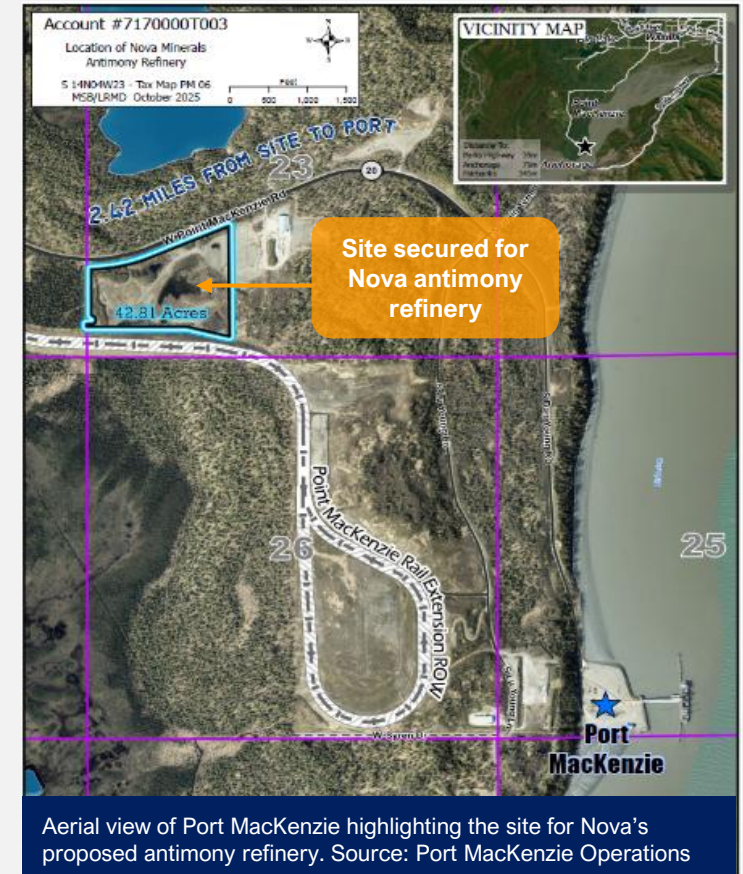 Account #7170000T003
Location of Nova Minerals
Antimony Refinery
S 14N04W23 - Tax Map PM 06
MSB/LRMD October 2025
Feet
0 500 1,000 1,500
VICINITY MAP
Point
MacKenzie
Anchorage
Distance To:
2.42 MILES FROM SITE TO PORT
23
20
W Point MacKenzie Rd
42.81 Acres
Site secured for
Nova antimony
refinery
Point MacKenzie Rail Extension ROW
26
25
Port
MacKenzie
Aerial view of Port MacKenzie highlighting the site for Nova's
proposed antimony refinery. Source: Port MacKenzie Operations